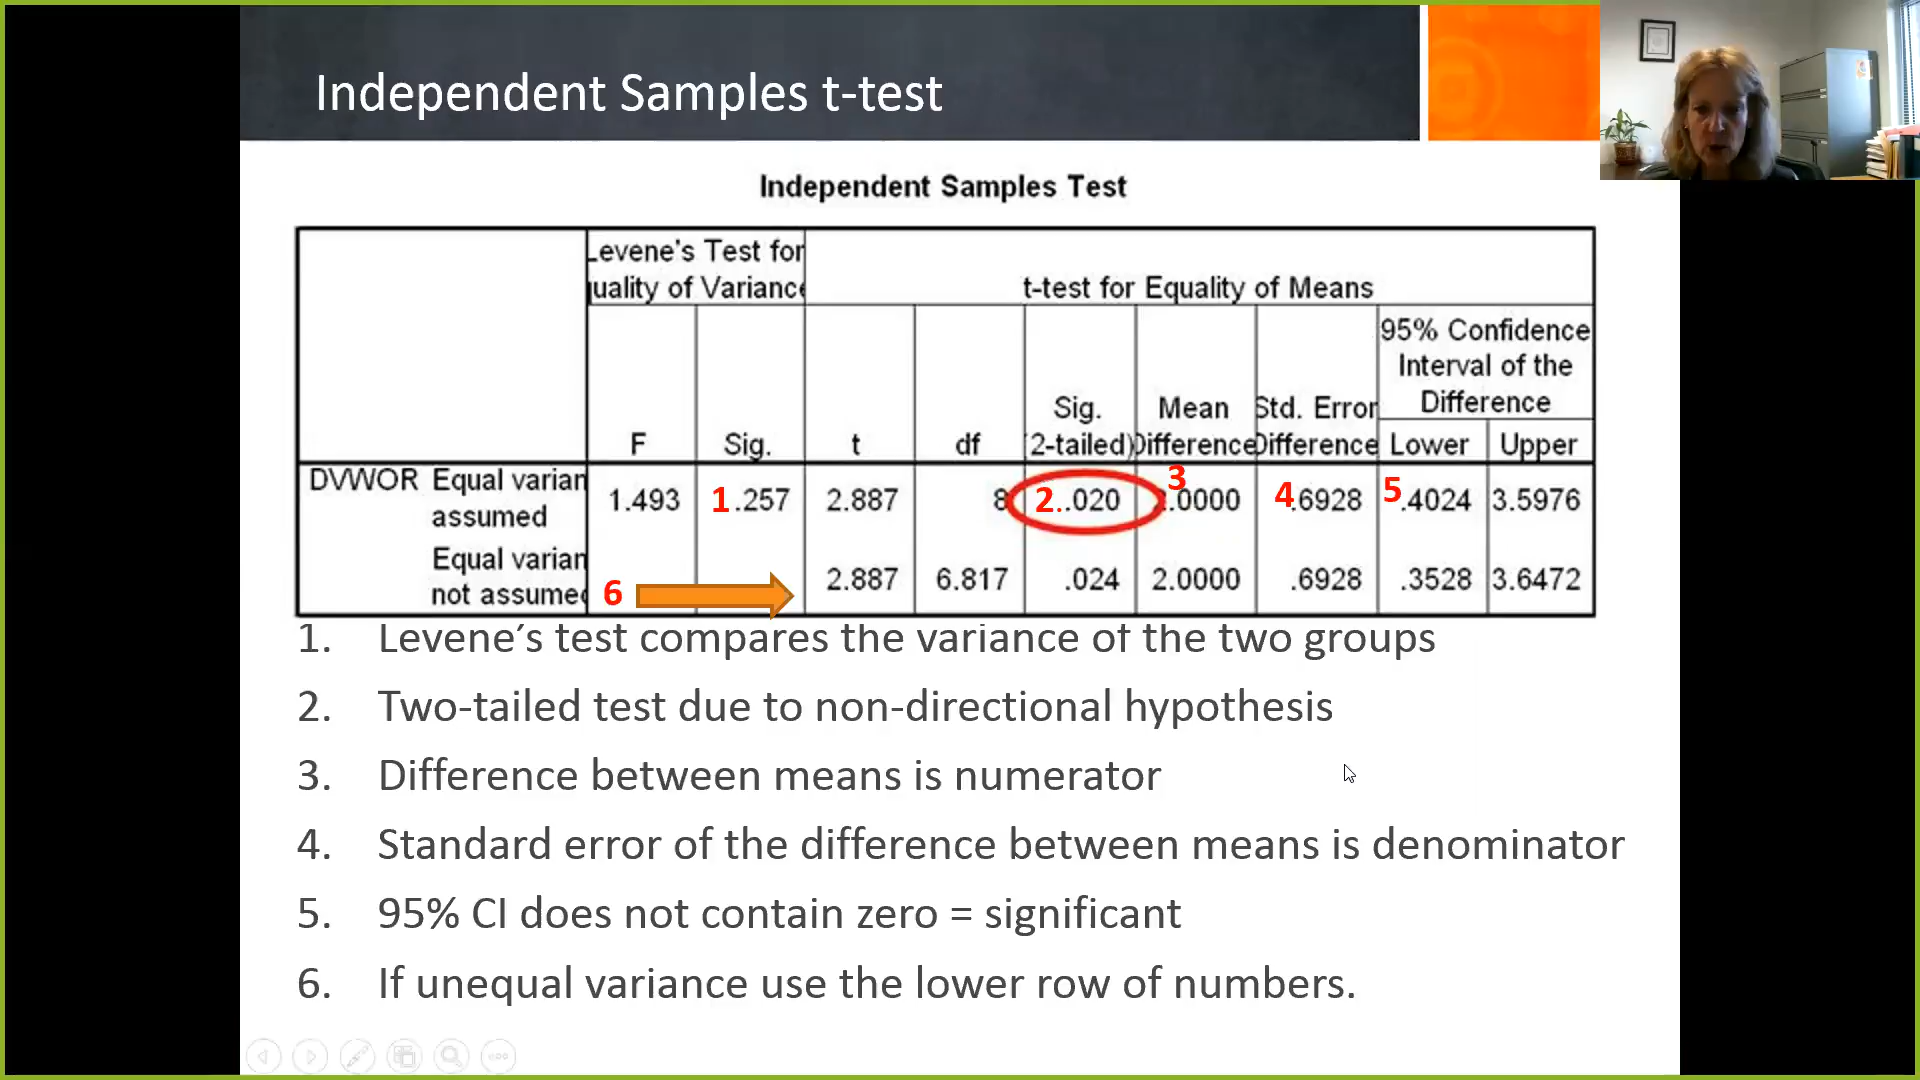 Independent Samples t-test
Independent Samples Test
Levene's Test for
quality of Variance
t-test for Equality of Means
95% Confidence
Interval of the
Difference
F Sig. t df Sig. (2-tailed) Mean Difference Std. Error Difference Lower Upper
DVWOR Equal varian assumed 1.493 1 .257 2.887 8 2. .020 3 2.0000 4 .6928 5 .4024 3.5976
Equal varian not assumed 6 2.887 6.817 .024 2.0000 .6928 .3528 3.6472
1. Levene's test compares the variance of the two groups
2. Two-tailed test due to non-directional hypothesis
3. Difference between means is numerator
4. Standard error of the difference between means is denominator
5. 95% CI does not contain zero = significant
6. If unequal variance use the lower row of numbers.